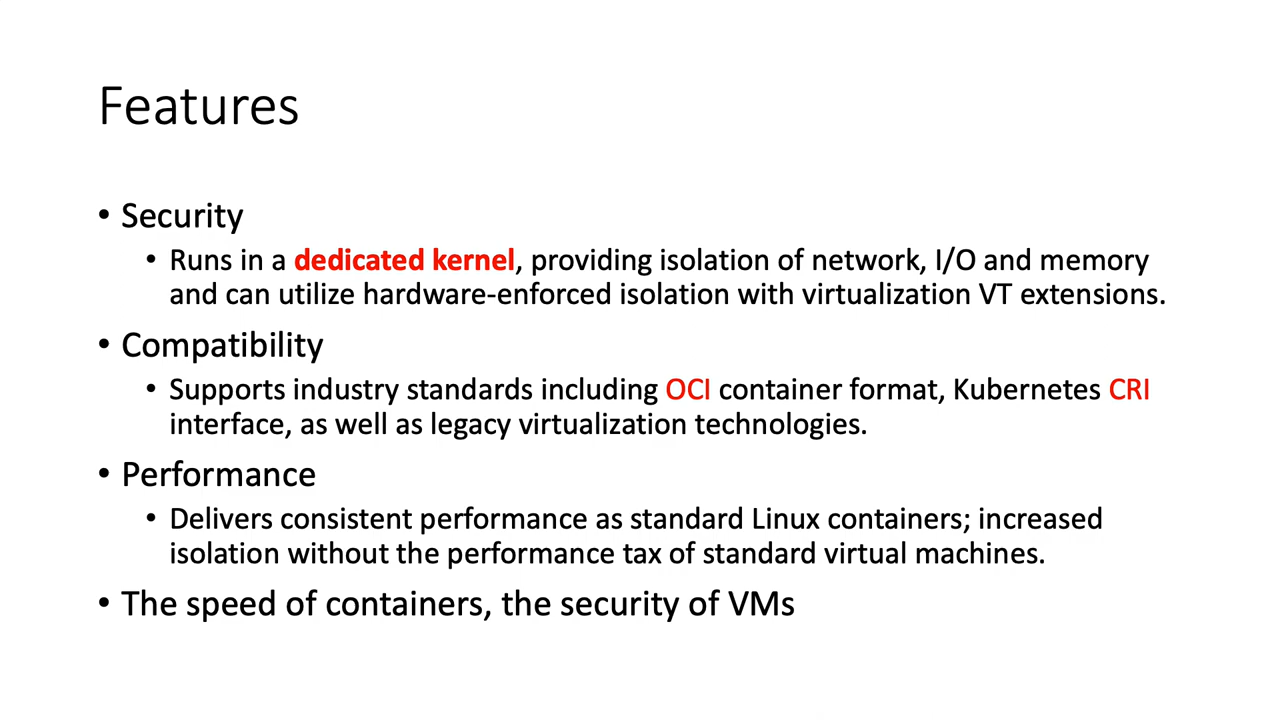 Features
• Security
• Runs in a dedicated kernel, providing isolation of network, I/O and memory
and can utilize hardware-enforced isolation with virtualization VT extensions.
• Compatibility
• Supports industry standards including OCI container format, Kubernetes CRI
interface, as well as legacy virtualization technologies.
• Performance
• Delivers consistent performance as standard Linux containers; increased
isolation without the performance tax of standard virtual machines.
• The speed of containers, the security of VMs